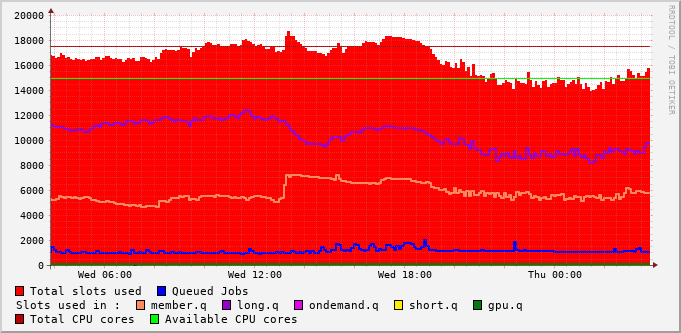 20000
18000
16000
14000
12000
10000
8000
6000
4000
2000
0
Wed 06:00 Wed 12:00 Wed 18:00 Thu 00:00
Total slots used Queued Jobs
Slots used in : member.q long.q ondemand.q short.q gpu.q
Total CPU cores Available CPU cores
RRDTOOL / TOBI OETIKER